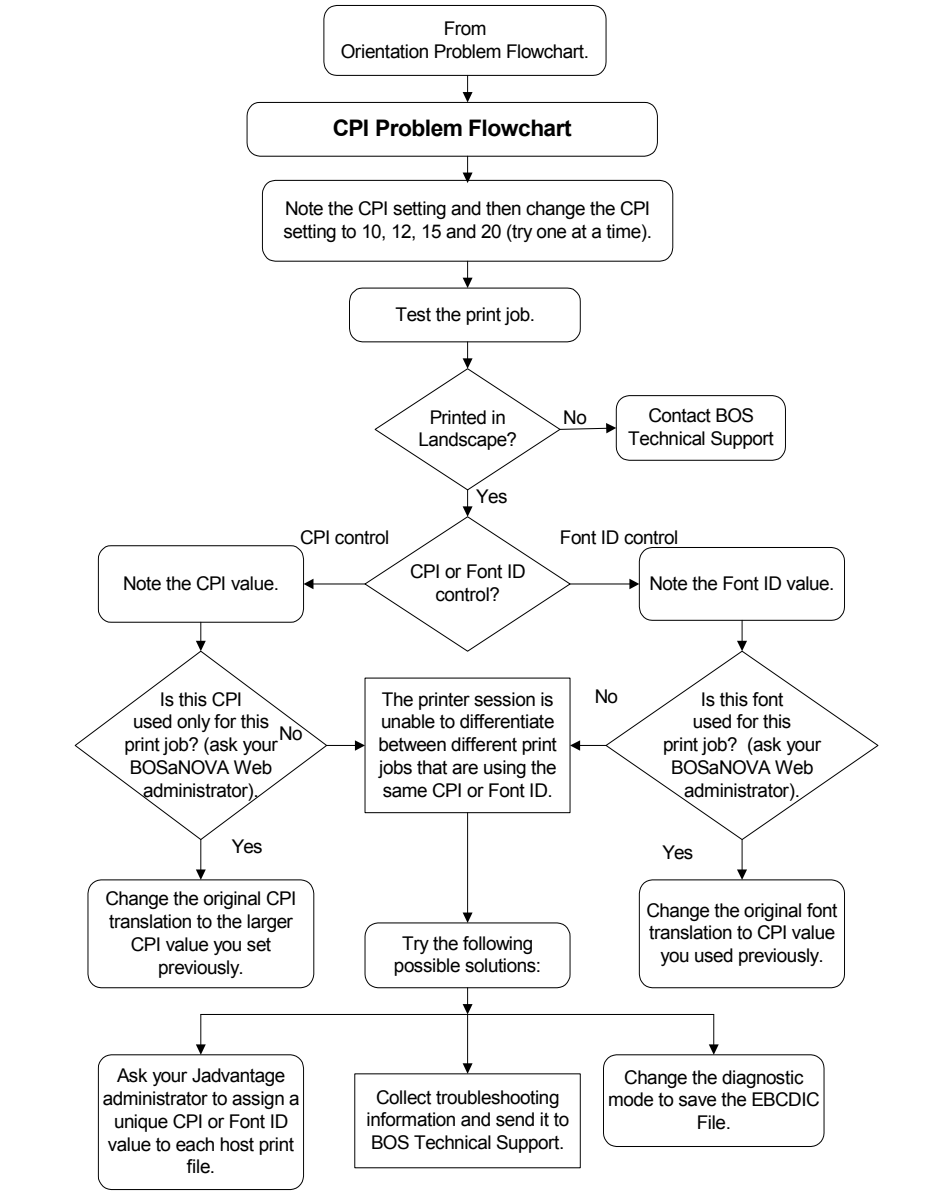 From
Orientation Problem Flowchart.
CPI Problem Flowchart
Note the CPI setting and then change the CPI
setting to 10, 12, 15 and 20 (try one at a time).
Test the print job.
Printed in
Landscape?
No
Contact BOS
Technical Support
Yes
CPI control
Font ID control
CPI or Font ID
control?
Note the CPI value.
Note the Font ID value.
Is this CPI
used only for this
print job? (ask your
BOSaNOVA Web
administrator).
No
The printer session is
unable to differentiate
between different print
jobs that are using the
same CPI or Font ID.
No
Is this font
used for this
print job? (ask your
BOSaNOVA Web
administrator).
Yes
Yes
Change the original CPI
translation to the larger
CPI value you set
previously.
Try the following
possible solutions:
Change the original font
translation to CPI value
you used previously.
Ask your Jadvantage
administrator to assign a
unique CPI or Font ID
value to each host print
file.
Collect troubleshooting
information and send it to
BOS Technical Support.
Change the diagnostic
mode to save the EBCDIC
File.